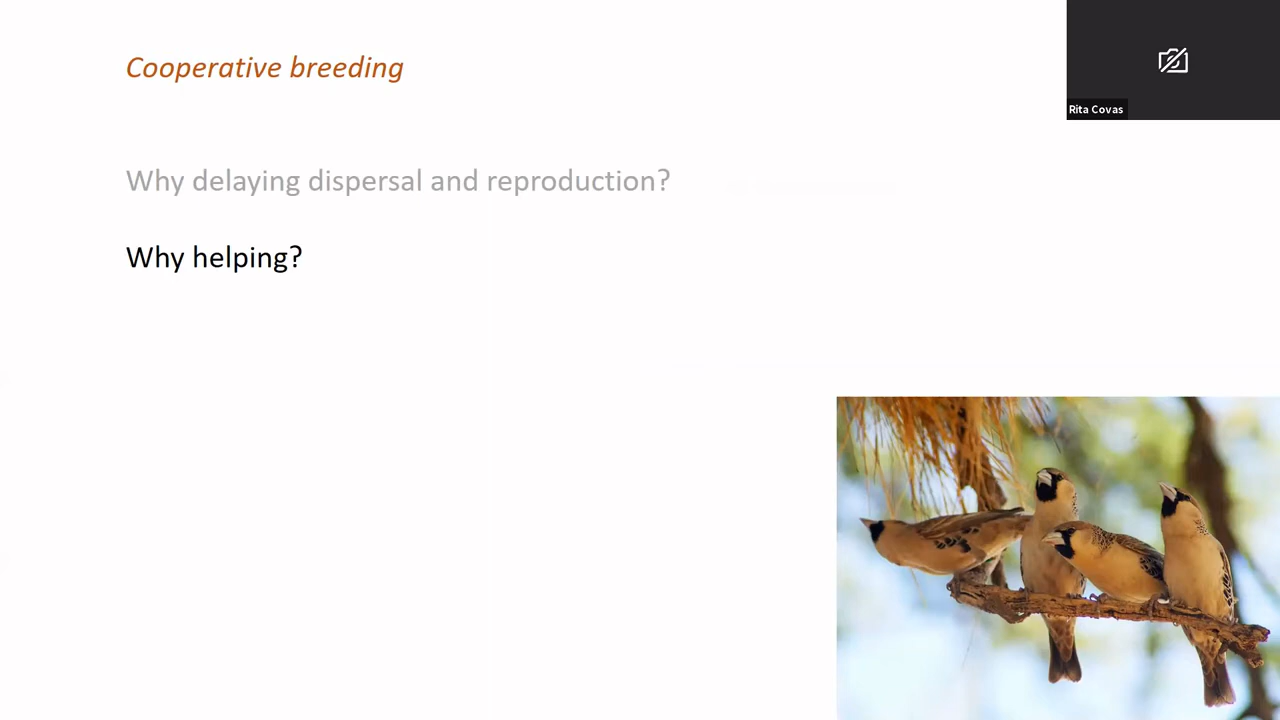 Cooperative breeding
Rita Covas
Why delaying dispersal and reproduction?
Why helping?